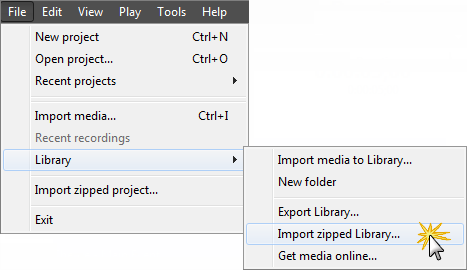 File Edit View Play Tools Help
New project Ctrl+N
Open project... Ctrl+O
Recent projects
Import media... Ctrl+I
Recent recordings
Library
Import zipped project...
Exit
Import media to Library...
New folder
Export Library...
Import zipped Library...
Get media online...